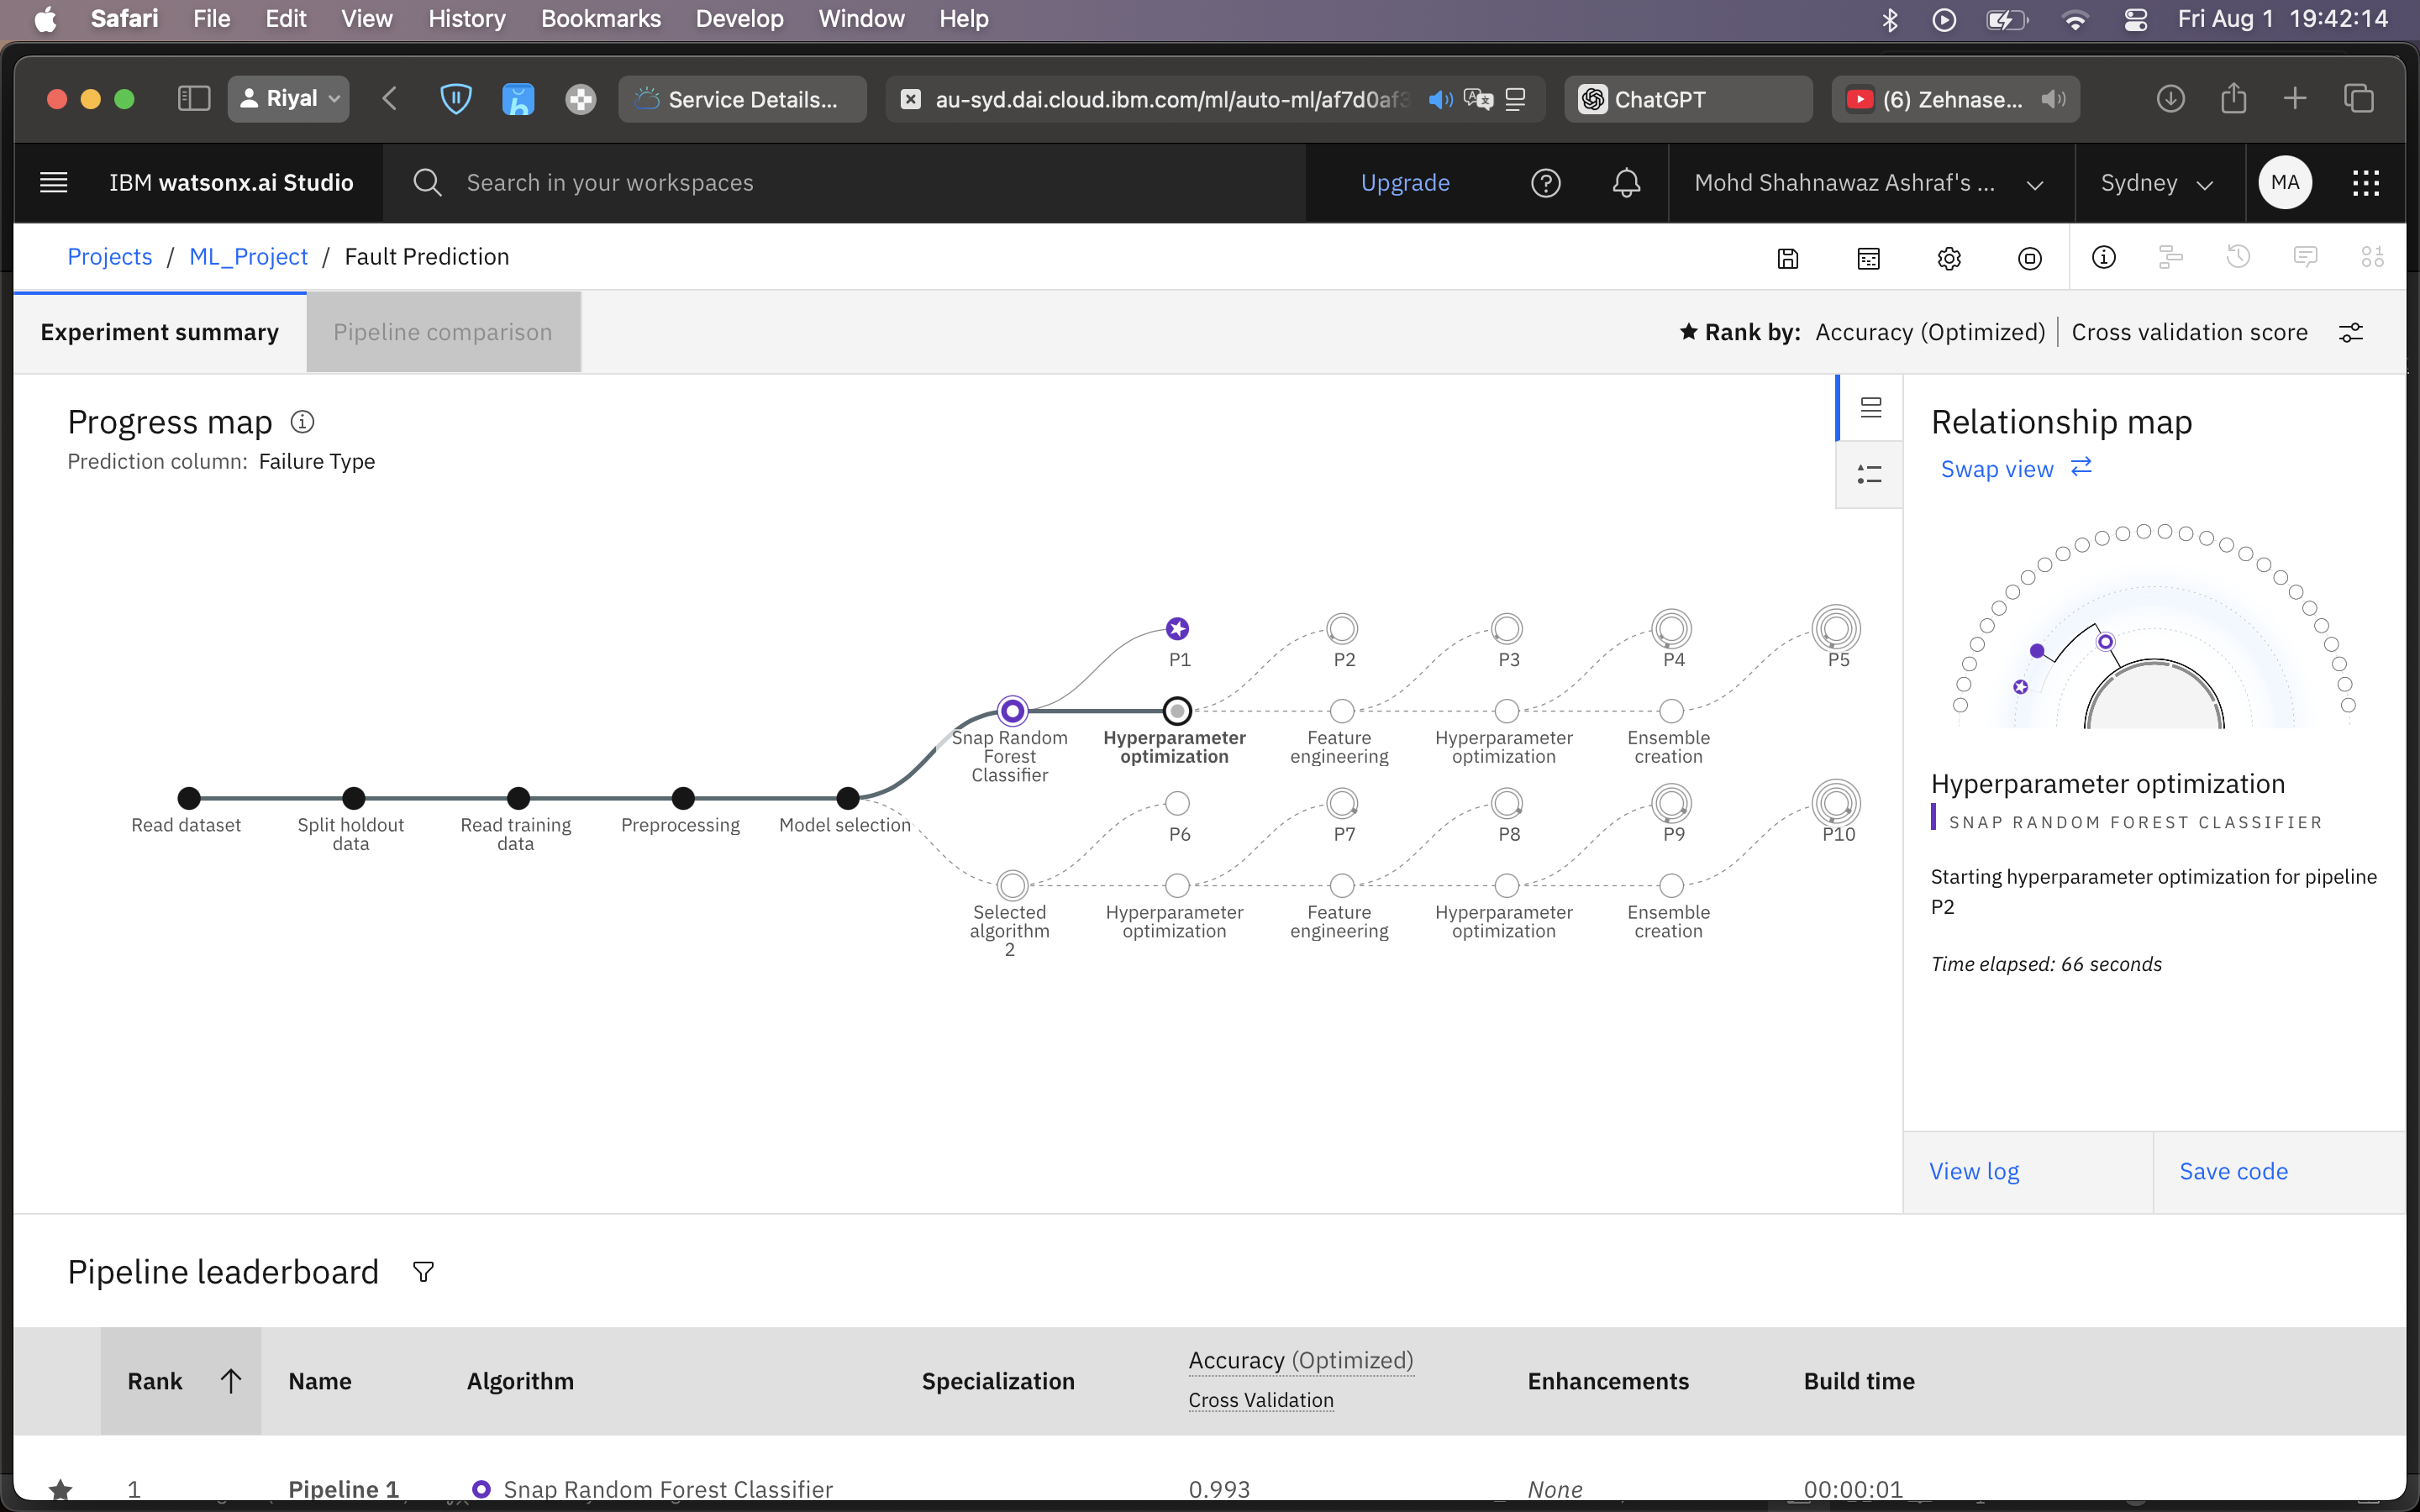 Safari File Edit View History Bookmarks Develop Window Help Fri Aug 1 19:42:14
Riyal Service Details... au-syd.dai.cloud.ibm.com/ml/auto-ml/af7d0af3 ChatGPT (6) Zehnase...
IBM watsonx.ai Studio Search in your workspaces Upgrade Mohd Shahnawaz Ashraf's ... Sydney MA
Projects / ML_Project / Fault Prediction
Experiment summary Pipeline comparison Rank by: Accuracy (Optimized) Cross validation score
Progress map
Prediction column: Failure Type
P1 P2 P3 P4 P5
Snap Random
Forest
Classifier
Hyperparameter
optimization
Feature
engineering
Hyperparameter
optimization
Ensemble
creation
Read dataset
Split holdout
data
Read training
data
Preprocessing
Model selection
P6 P7 P8 P9 P10
Selected
algorithm
2
Hyperparameter
optimization
Feature
engineering
Hyperparameter
optimization
Ensemble
creation
Relationship map
Swap view
Hyperparameter optimization
SNAP RANDOM FOREST CLASSIFIER
Starting hyperparameter optimization for pipeline
P2
Time elapsed: 66 seconds
View log Save code
Pipeline leaderboard
Rank Name Algorithm Specialization Accuracy (Optimized)
Cross Validation Enhancements Build time
1 Pipeline 1 Snap Random Forest Classifier 0.993 None 00:00:01